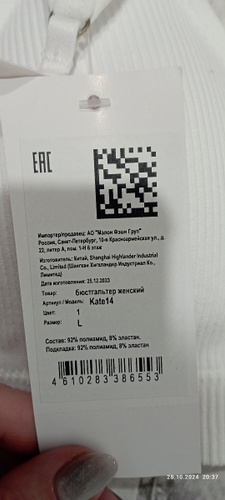 EAC
Импортер/продавец: АО "Мэлон Фэшн Груп"
Россия, Санкт-Петербург, 10-я Красноармейская ул., д.
22, литер А, пом. 1-Н 6 этаж
Изготовитель: Китай, Shanghai Highlander Industrial
Co., Limited (Шанхай Хигландер Индустриал Ко.,
Лимитед)
Дата изготовления: 25.12.2023
Товар: бюстгальтер женский
Артикул / Модель: Kate14
Цвет: 1
Размер: L
Состав: 92% полиамид, 8% эластан.
Подкладка: 92% полиамид, 8% эластан
4610283386553
25.10.2024 20:37